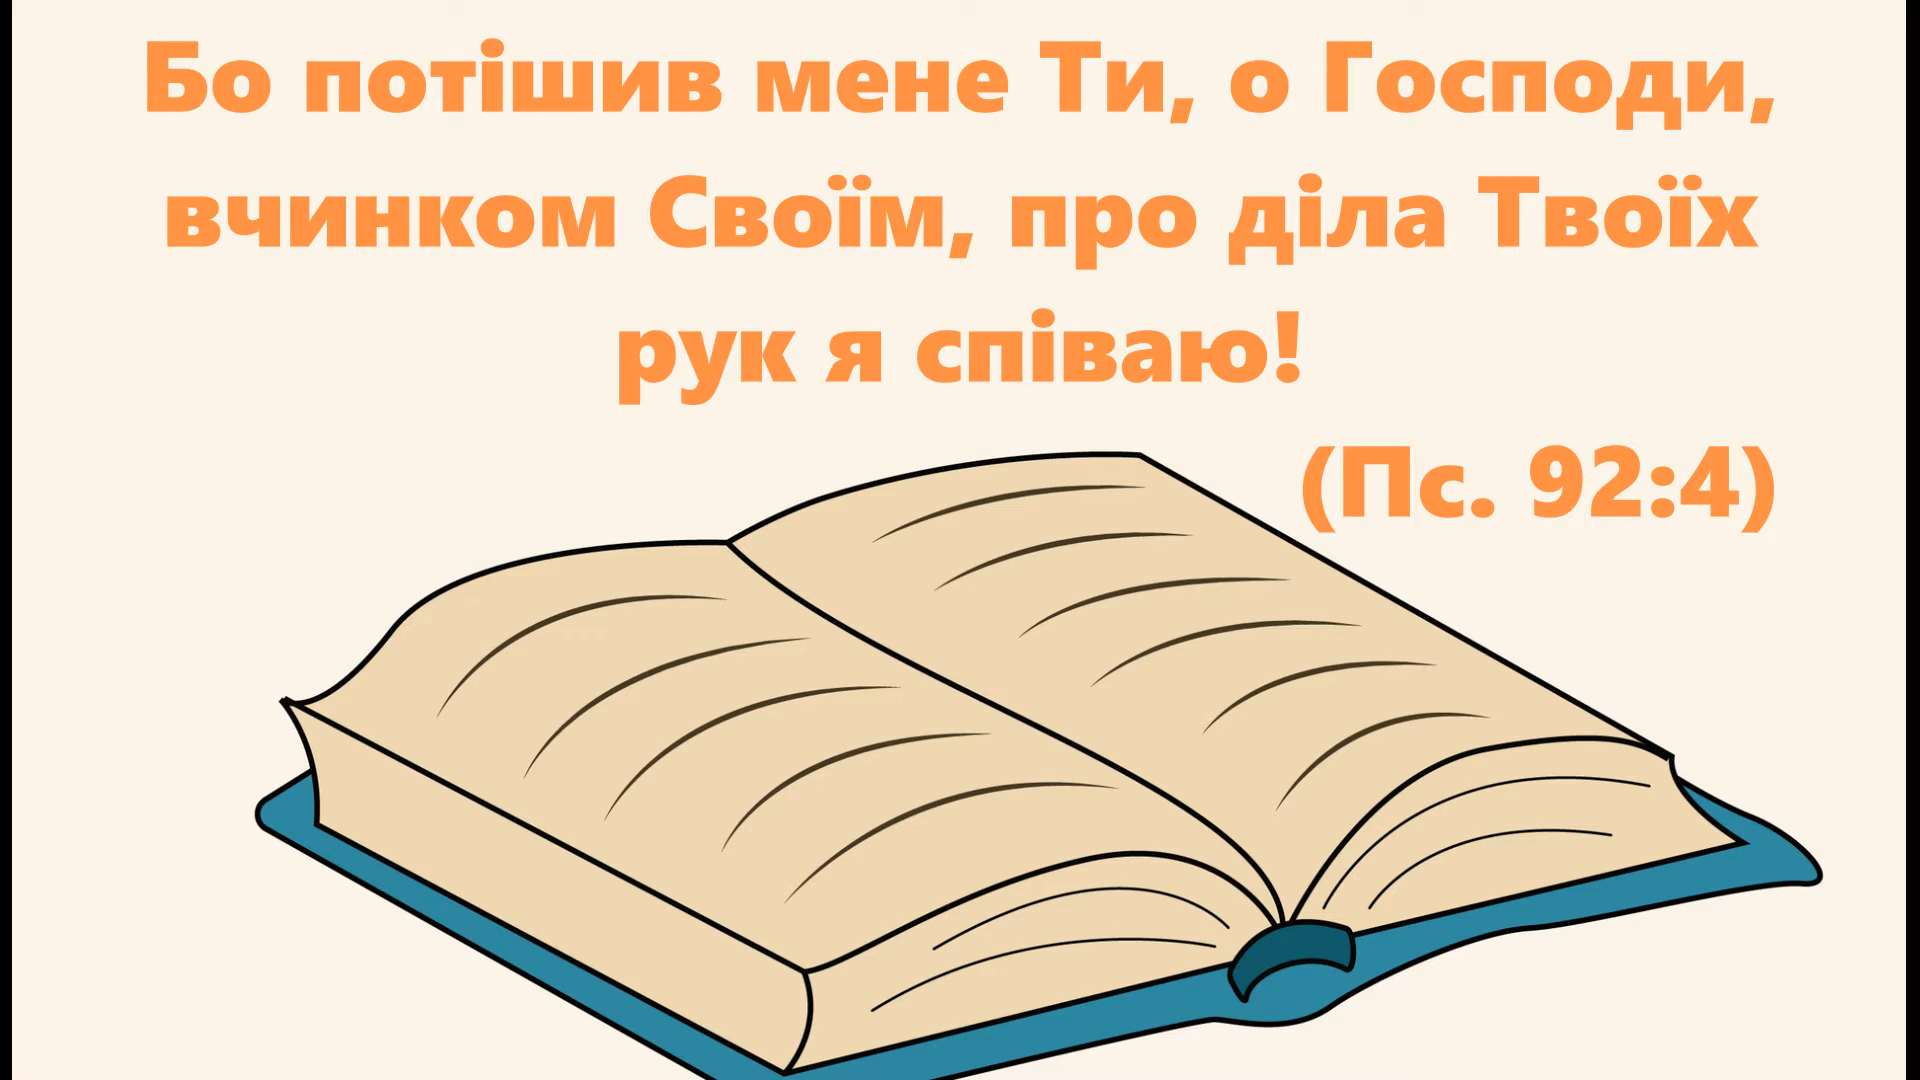 Бо потішив мене Ти, о Господи,
вчинком Своїм, про діла Твоїх
рук я співаю!
(Пс. 92:4)